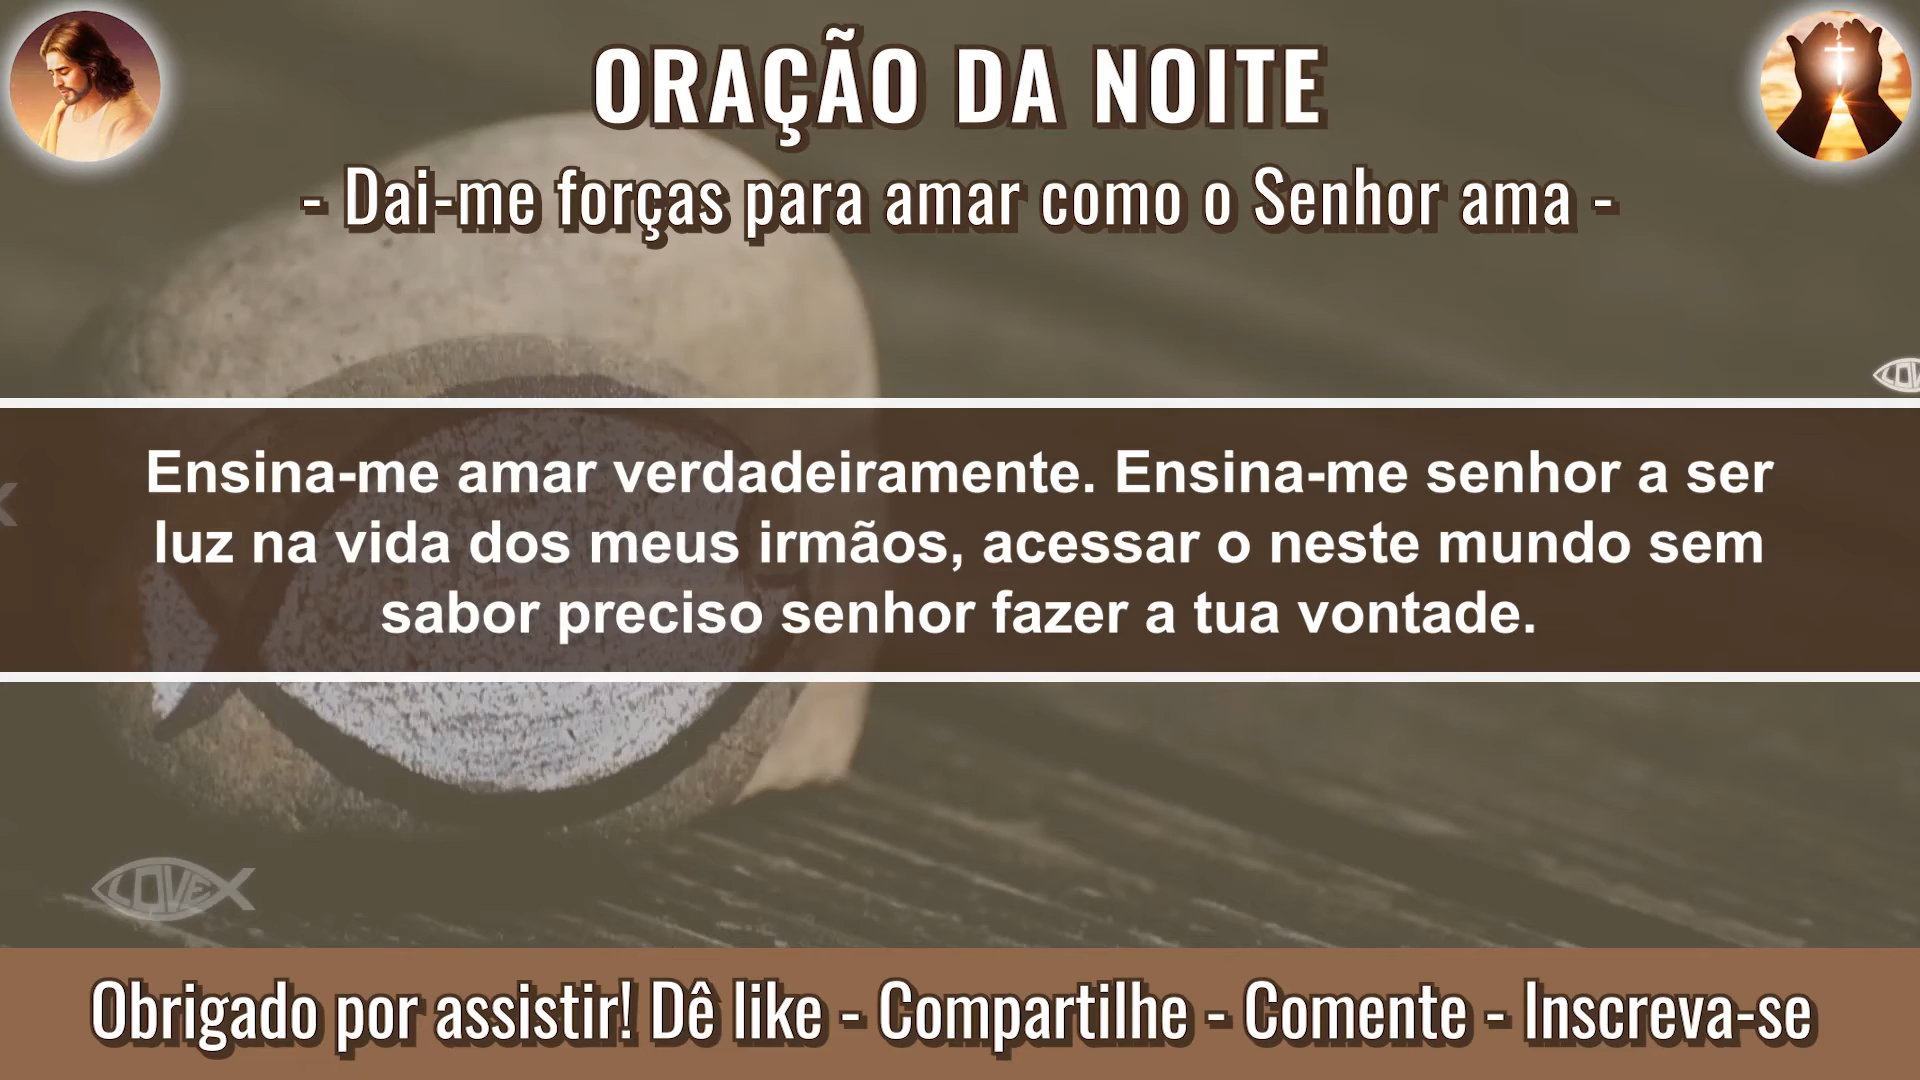 ORAÇÃO DA NOITE
- Dai-me forças para amar como o Senhor ama -
Ensina-me amar verdadeiramente. Ensina-me senhor a ser
luz na vida dos meus irmãos, acessar o neste mundo sem
sabor preciso senhor fazer a tua vontade.
LOVE
Obrigado por assistir! Dê like - Compartilhe - Comente - Inscreva-se